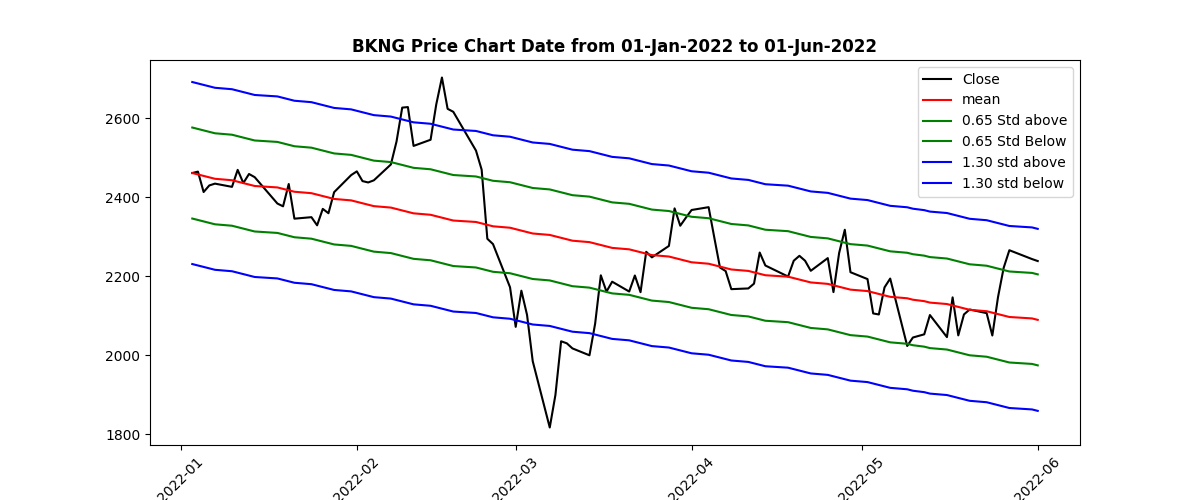 BKNG Price Chart Date from 01-Jan-2022 to 01-Jun-2022
Close
mean
0.65 Std above
0.65 Std Below
1.30 std above
1.30 std below
2600
2400
2200
2000
1800
2022-01
2022-02
2022-03
2022-04
2022-05
2022-06